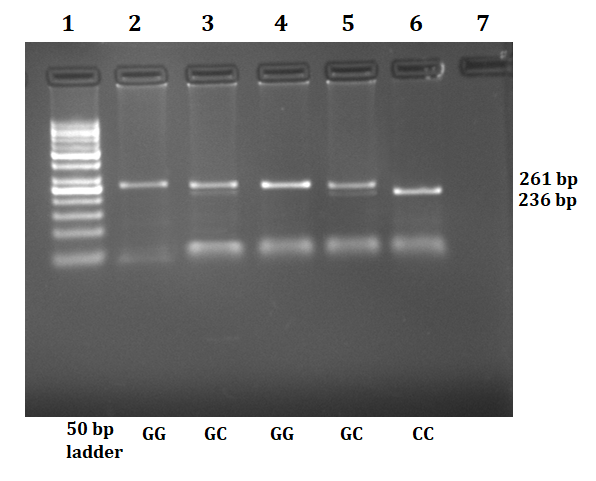 1 2 3 4 5 6 7
261 bp
236 bp
50 bp GG GC GG GC CC
ladder